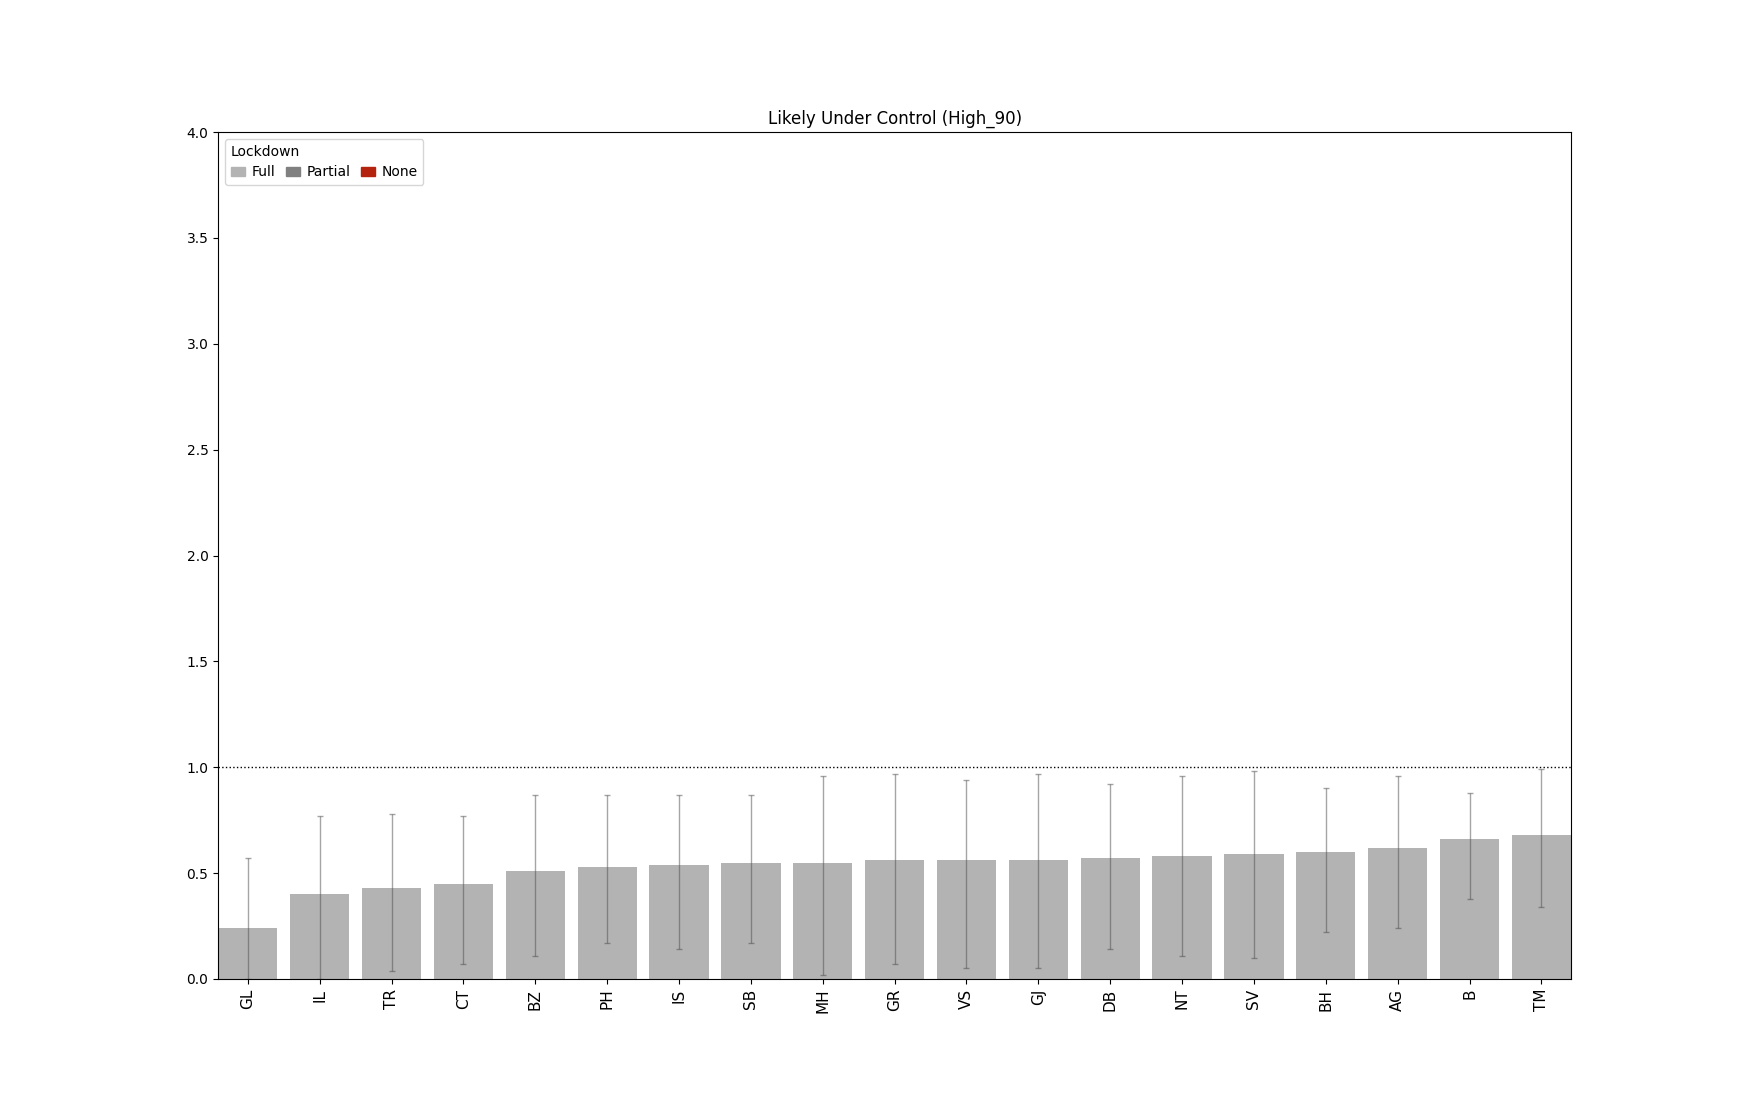 Likely Under Control (High_90)
4.0
Lockdown
Full Partial None
3.5
3.0
2.5
2.0
1.5
1.0
0.5
0.0
GL IL TR CT BZ PH IS SB MH GR VS GJ DB NT SV BH AG B TM